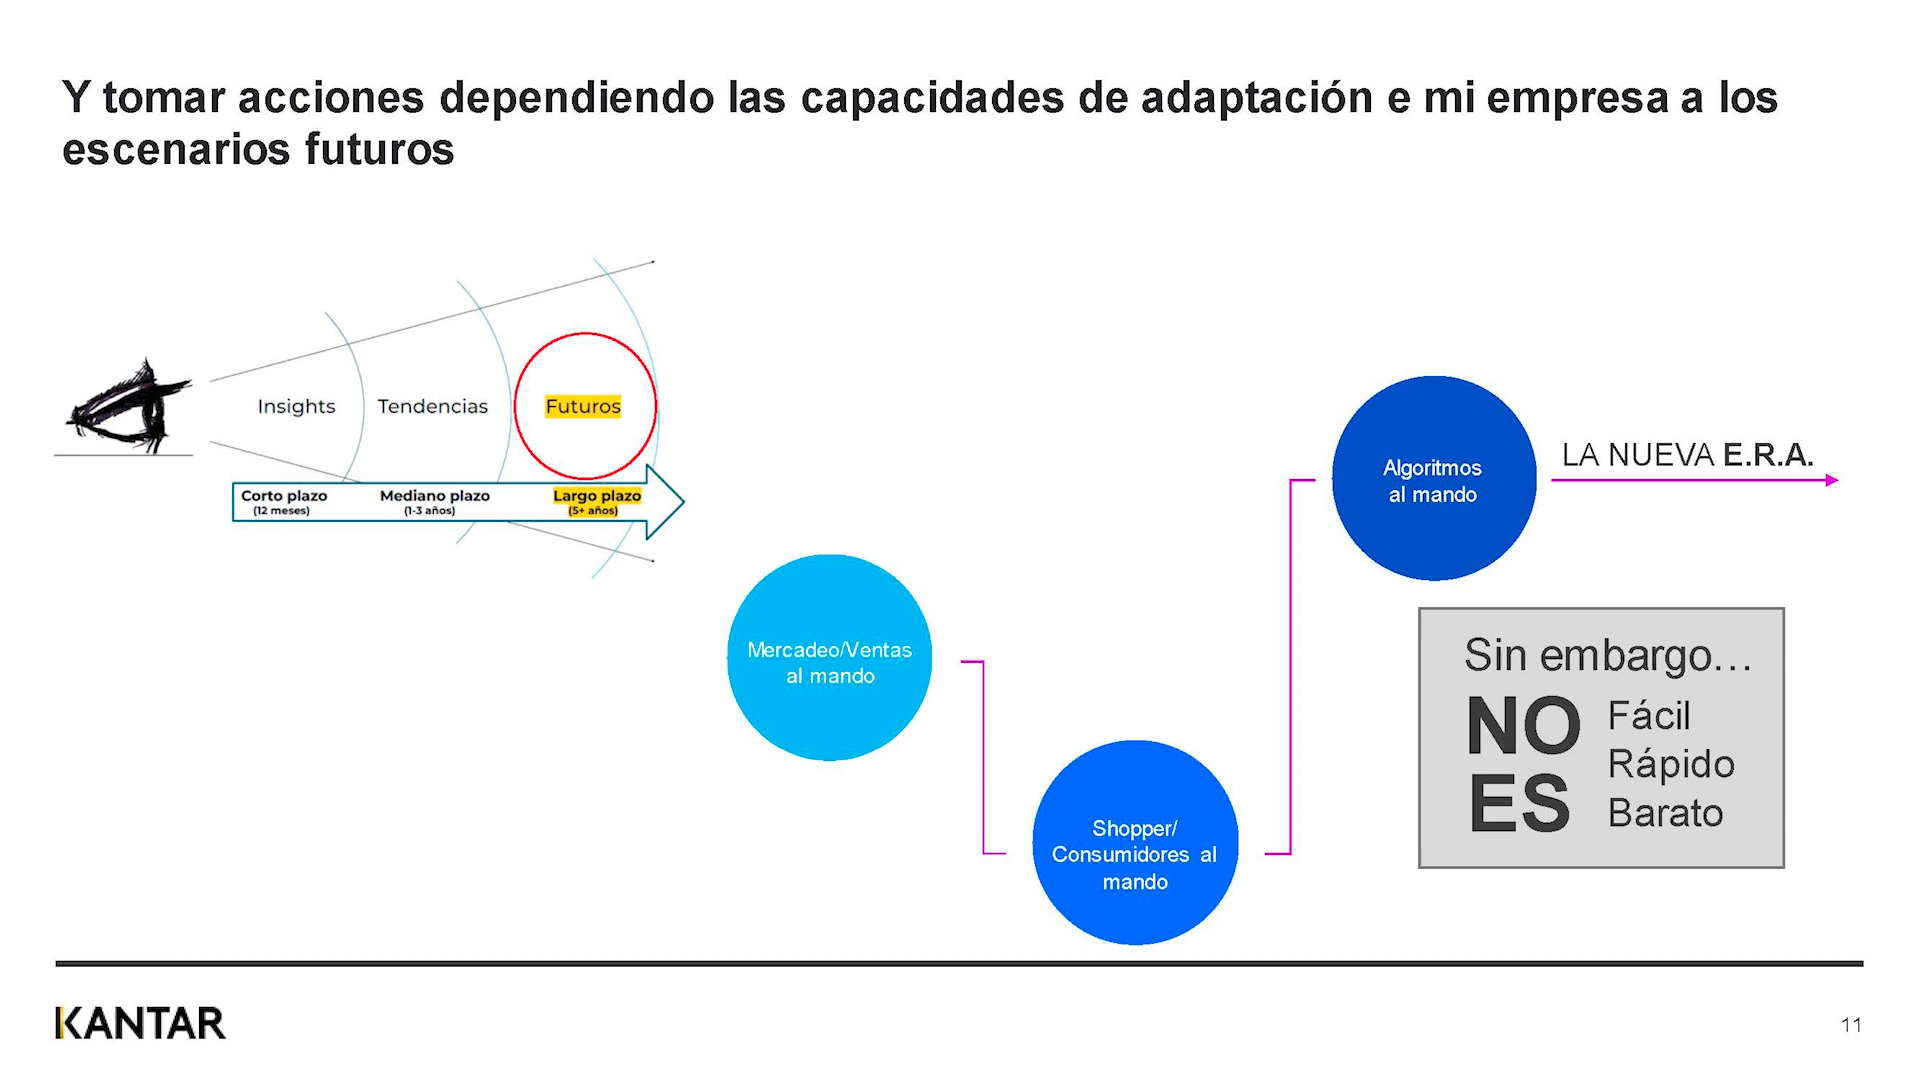 Y tomar acciones dependiendo las capacidades de adaptación e mi empresa a los
escenarios futuros
Insights
Tendencias
Futuros
Corto plazo
(12 meses)
Mediano plazo
(1-3 años)
Largo plazo
(5+ años)
Mercadeo/Ventas
al mando
Shopper/
Consumidores al
mando
Algoritmos
al mando
LA NUEVA E.R.A.
Sin embargo…
NO
ES
Fácil
Rápido
Barato
KANTAR
11